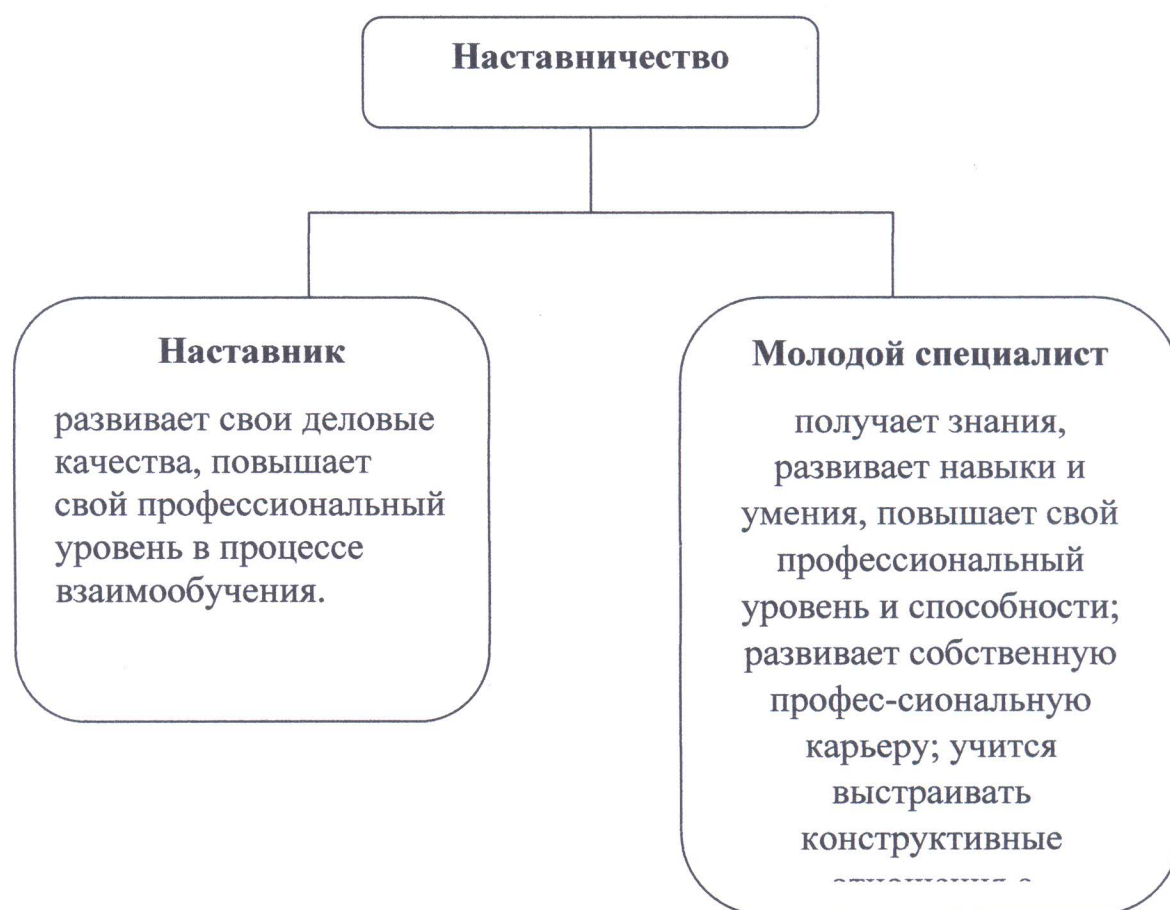 Наставничество
Наставник
развивает свои деловые
качества, повышает
свой профессиональный
уровень в процессе
взаимообучения.
Молодой специалист
получает знания,
развивает навыки и
умения, повышает свой
профессиональный
уровень и способности;
развивает собственную
профес-сиональную
карьеру; учится
выстраивать
конструктивные